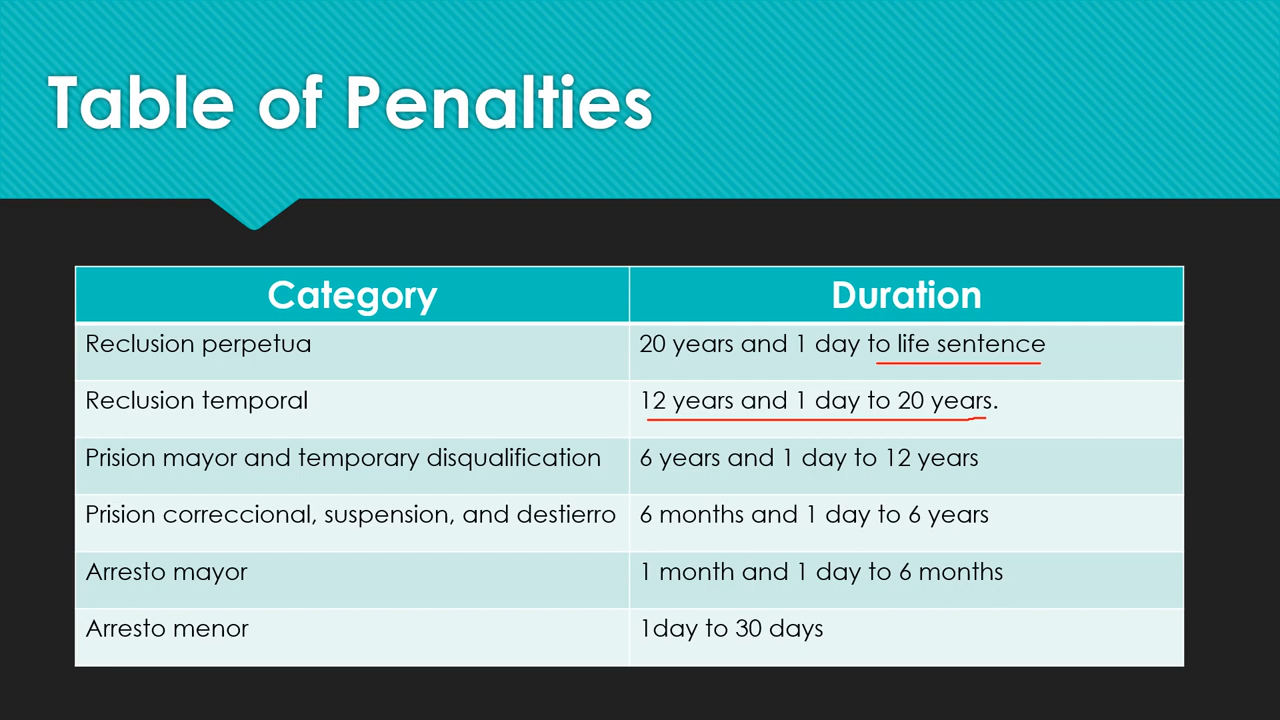 Table of Penalties
Category Duration
Reclusion perpetua 20 years and 1 day to life sentence
Reclusion temporal 12 years and 1 day to 20 years.
Prision mayor and temporary disqualification 6 years and 1 day to 12 years
Prision correccional, suspension, and destierro 6 months and 1 day to 6 years
Arresto mayor 1 month and 1 day to 6 months
Arresto menor 1day to 30 days